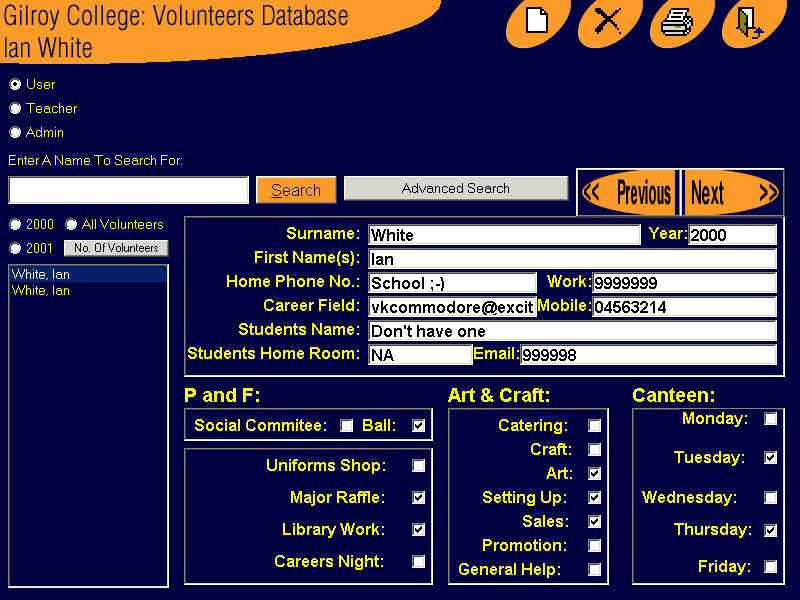 Gilroy College: Volunteers Database
Ian White
User
Teacher
Admin
Enter A Name To Search For:
Search
Advanced Search
Previous
Next
2000
All Volunteers
2001
No. Of Volunteers
White, Ian
White, Ian
Surname: White Year: 2000
First Name(s): Ian
Home Phone No.: School ;-) Work: 9999999
Career Field: vkcommodore@excit Mobile: 04563214
Students Name: Don't have one
Students Home Room: NA Email: 999998
P and F:
Social Commitee: Ball:
Uniforms Shop:
Major Raffle:
Library Work:
Careers Night:
Art & Craft:
Catering:
Craft:
Art:
Setting Up:
Sales:
Promotion:
General Help:
Canteen:
Monday:
Tuesday:
Wednesday:
Thursday:
Friday: